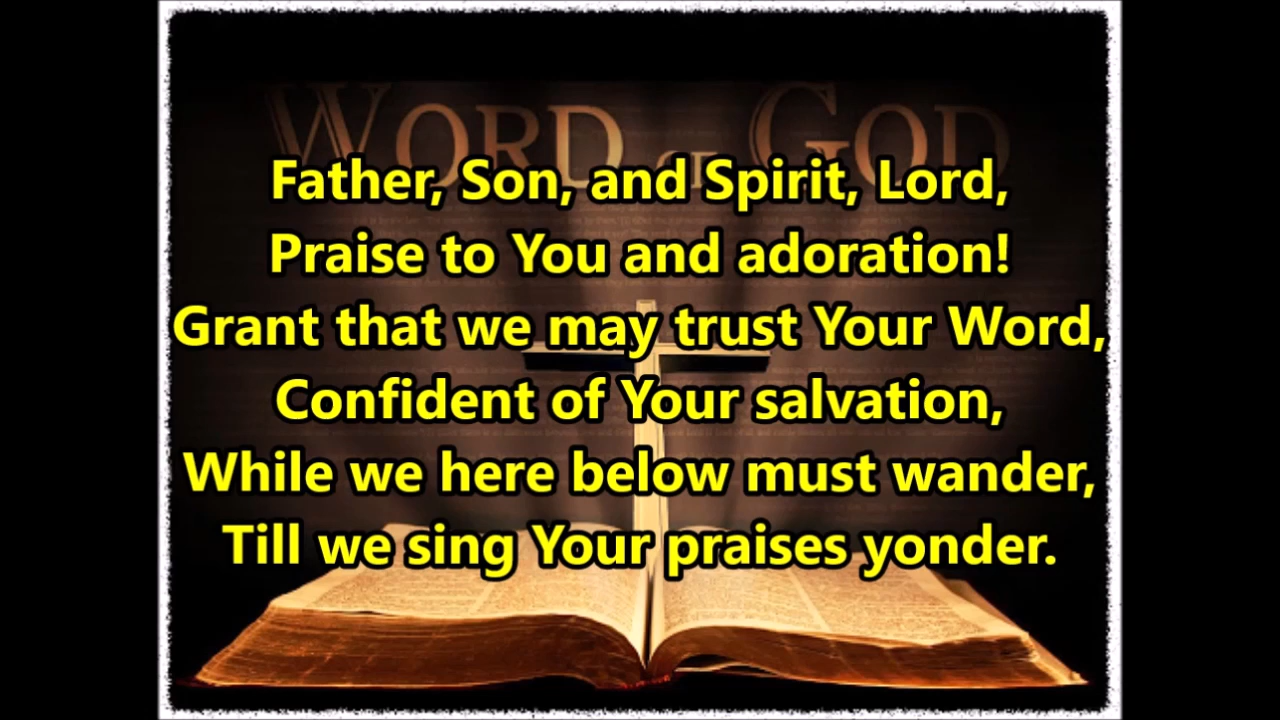 WORD OF GOD
Father, Son, and Spirit, Lord,
Praise to You and adoration!
Grant that we may trust Your Word,
Confident of Your salvation,
While we here below must wander,
Till we sing Your praises yonder.